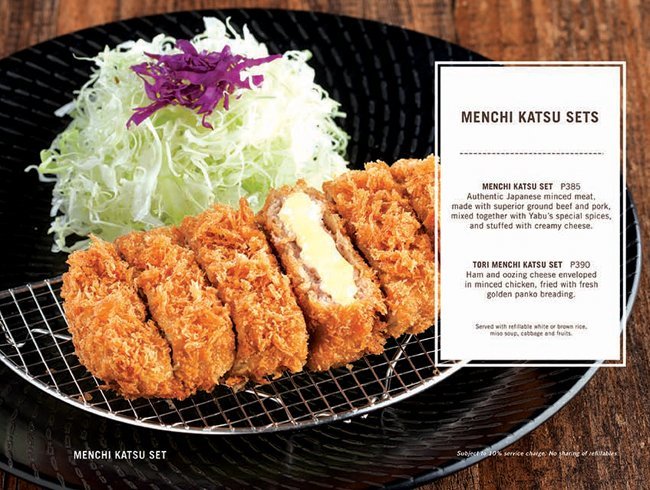 MENCHI KATSU SETS
MENCHI KATSU SET P385
Authentic Japanese minced meat,
made with superior ground beef and pork,
mixed together with Yabu's special spices,
and stuffed with creamy cheese.
TORI MENCHI KATSU SET P390
Ham and oozing cheese enveloped
in minced chicken, fried with fresh
golden panko breading.
Served with refillable white or brown rice,
miso soup, cabbage and fruits.
MENCHI KATSU SET
Subject to 10% service charge. No sharing of refillables.